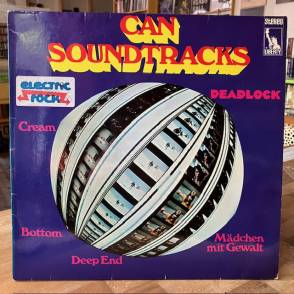 CAN
SOUNDTRACKS
STEREO
LIBERTY
ELECTRIC
ROCK
DEADLOCK
Cream
Bottom
Deep End
Mädchen
mit Gewalt